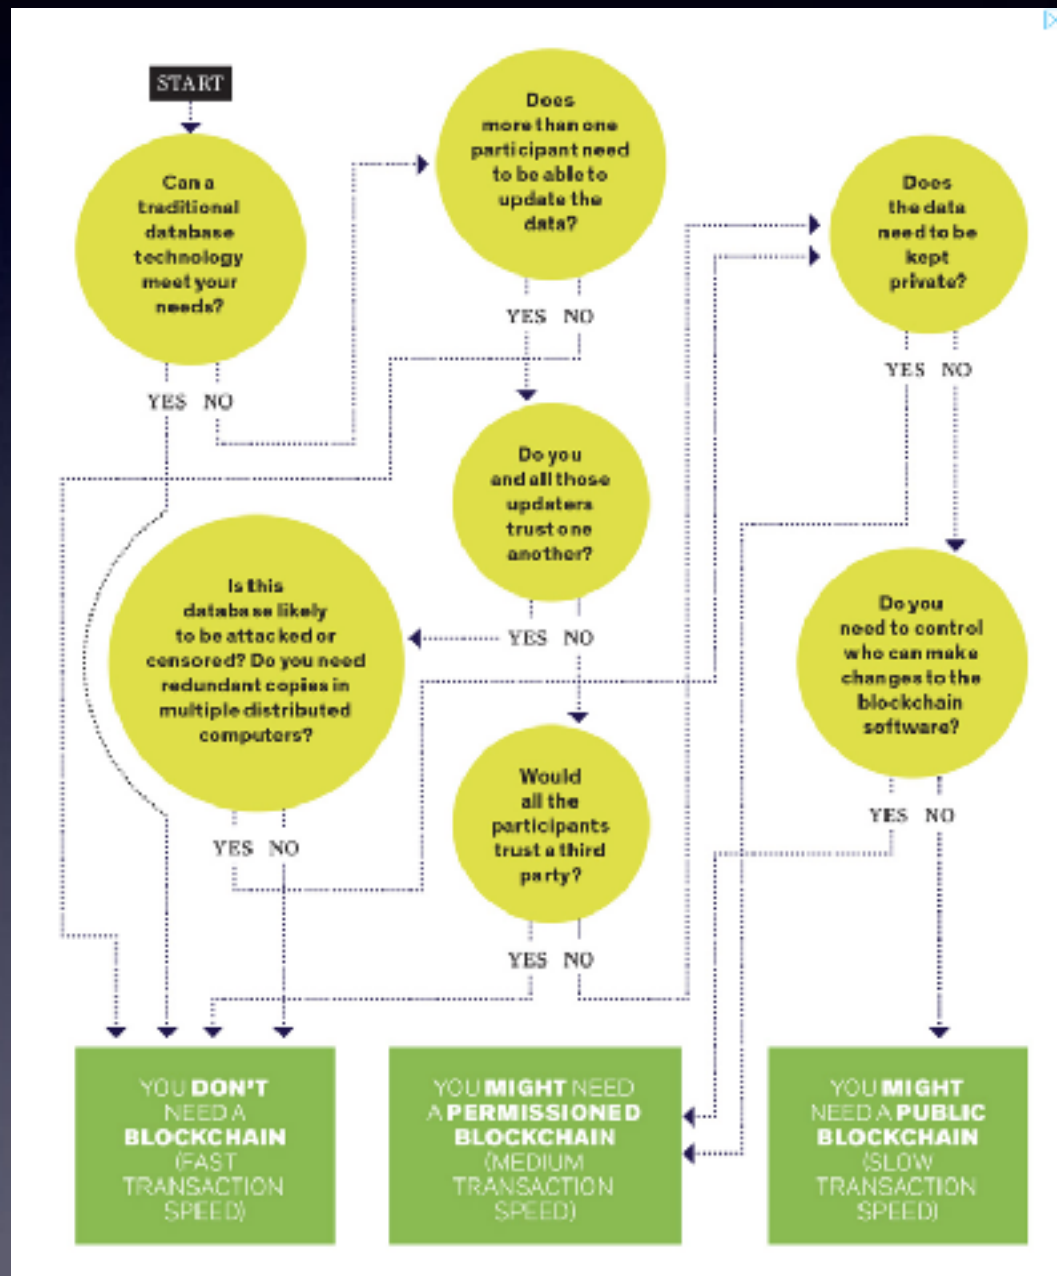 START
Can a
traditional
database
technology
meet your
needs?
YES NO
Does
more than one
participant need
to be able to
update the
data?
YES NO
Does
the data
need to be
kept
private?
YES NO
Do you
and all those
updaters
trust one
another?
YES NO
Is this
database likely
to be attacked or
censored? Do you need
redundant copies in
multiple distributed
computers?
YES NO
Would
all the
participants
trust a third
party?
YES NO
Do you
need to control
who can make
changes to the
blockchain
software?
YES NO
YOU DON'T
NEED A
BLOCKCHAIN
(FAST
TRANSACTION
SPEED)
YOU MIGHT NEED
A PERMISSIONED
BLOCKCHAIN
(MEDIUM
TRANSACTION
SPEED)
YOU MIGHT
NEED A PUBLIC
BLOCKCHAIN
(SLOW
TRANSACTION
SPEED)